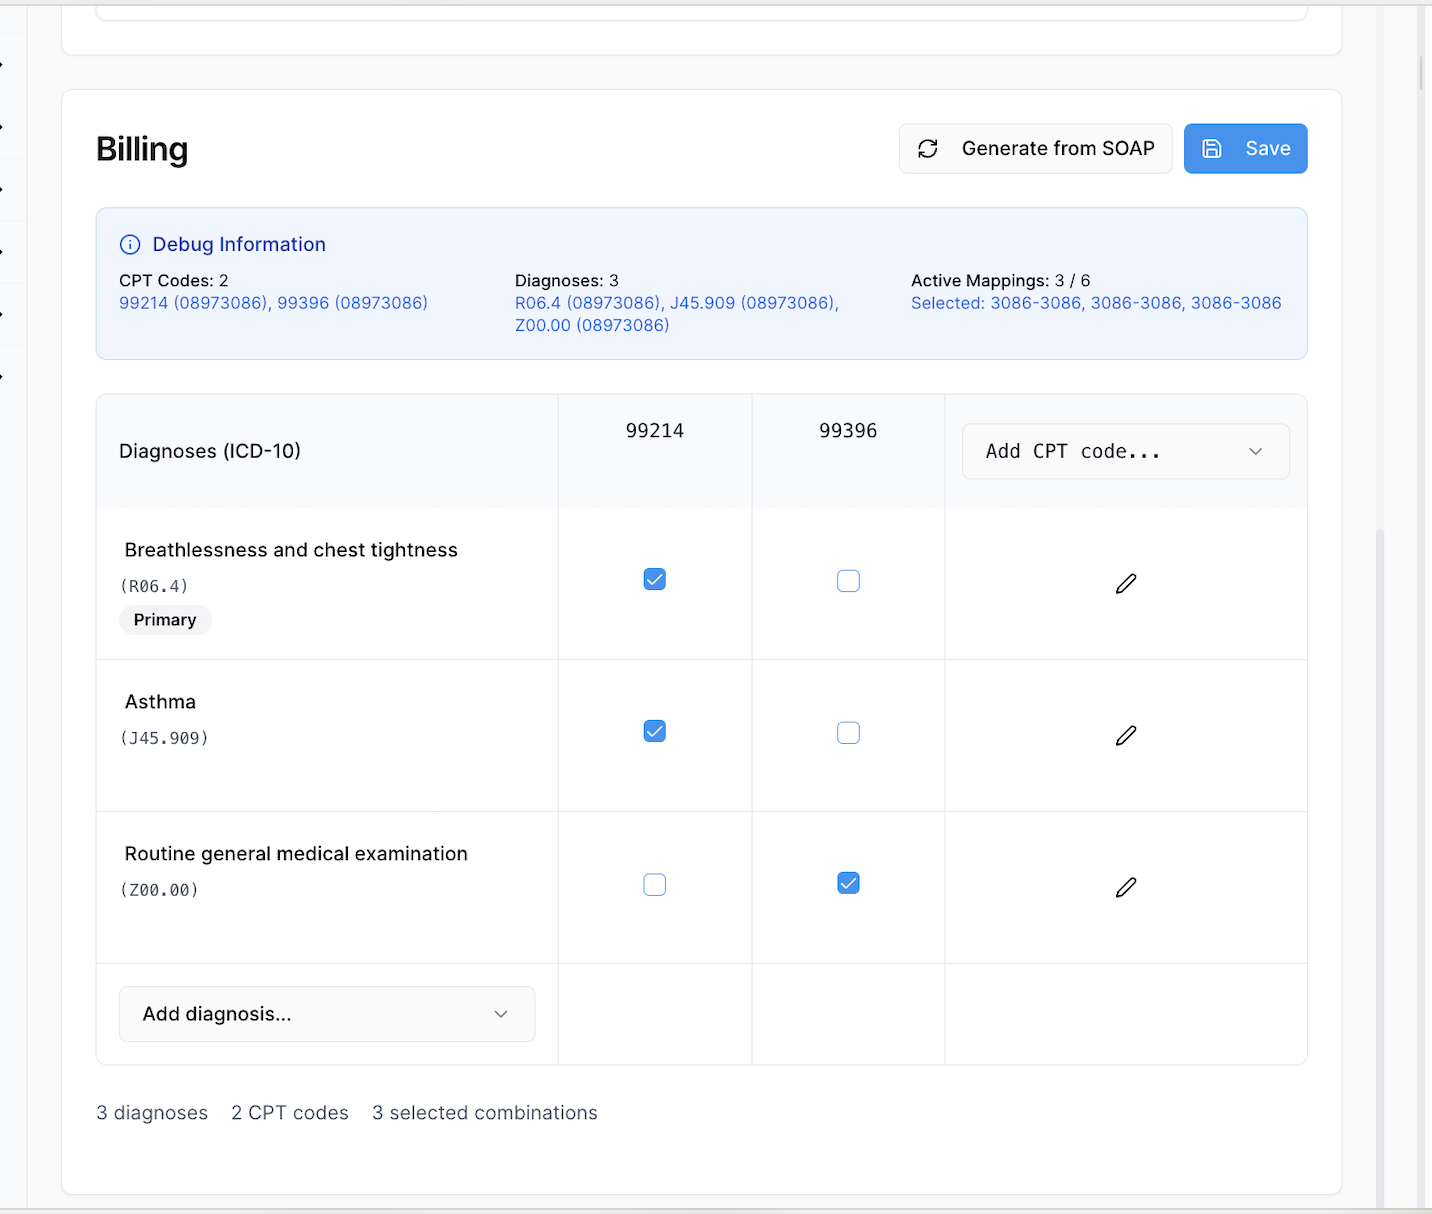 Billing
Generate from SOAP
Save
Debug Information
CPT Codes: 2
99214 (08973086), 99396 (08973086)
Diagnoses: 3
R06.4 (08973086), J45.909 (08973086),
Z00.00 (08973086)
Active Mappings: 3 / 6
Selected: 3086-3086, 3086-3086, 3086-3086
Diagnoses (ICD-10)
99214
99396
Add CPT code...
Breathlessness and chest tightness
(R06.4)
Primary
Asthma
(J45.909)
Routine general medical examination
(Z00.00)
Add diagnosis...
3 diagnoses
2 CPT codes
3 selected combinations